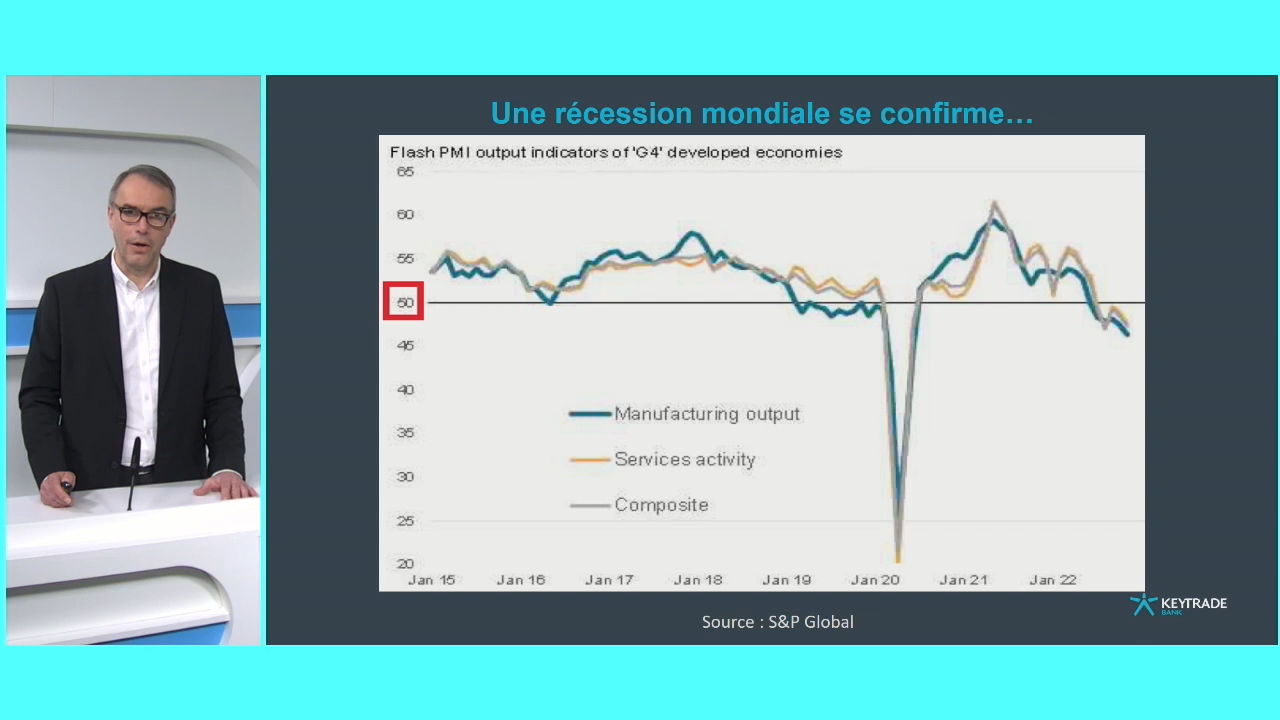 Une récession mondiale se confirme…
Flash PMI output indicators of 'G4' developed economies
65
60
55
50
45
40
35
30
25
20
Manufacturing output
Services activity
Composite
Jan 15 Jan 16 Jan 17 Jan 18 Jan 19 Jan 20 Jan 21 Jan 22
KEYTRADE
BANK
Source : S&P Global